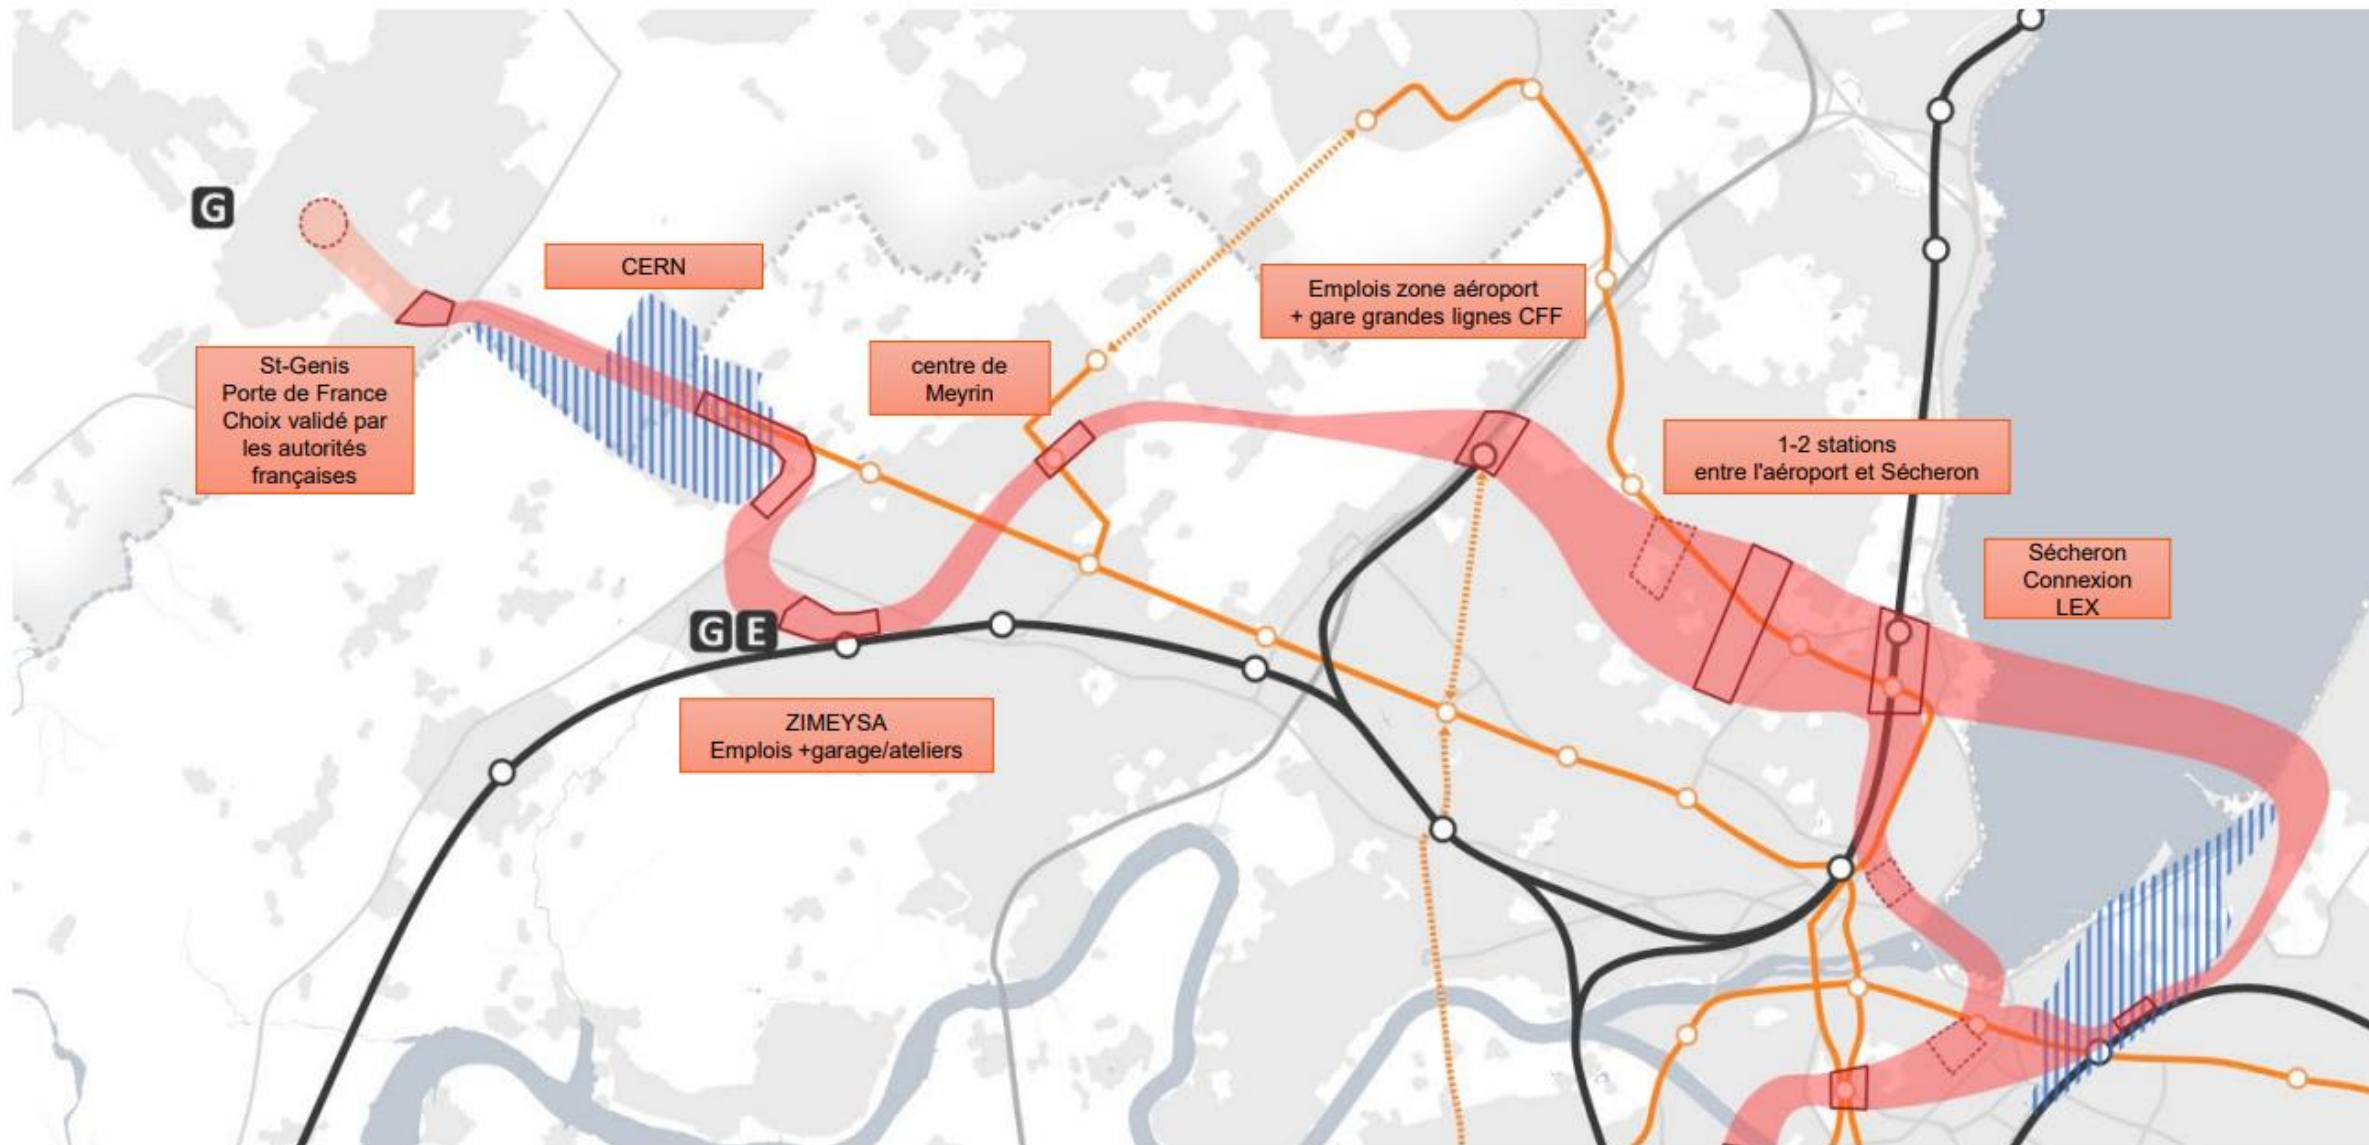 G
CERN
St-Genis
Porte de France
Choix validé par
les autorités
françaises
centre de
Meyrin
Emplois zone aéroport
+ gare grandes lignes CFF
1-2 stations
entre l'aéroport et Sécheron
Sécheron
Connexion
LEX
G E
ZIMEYSA
Emplois +garage/ateliers